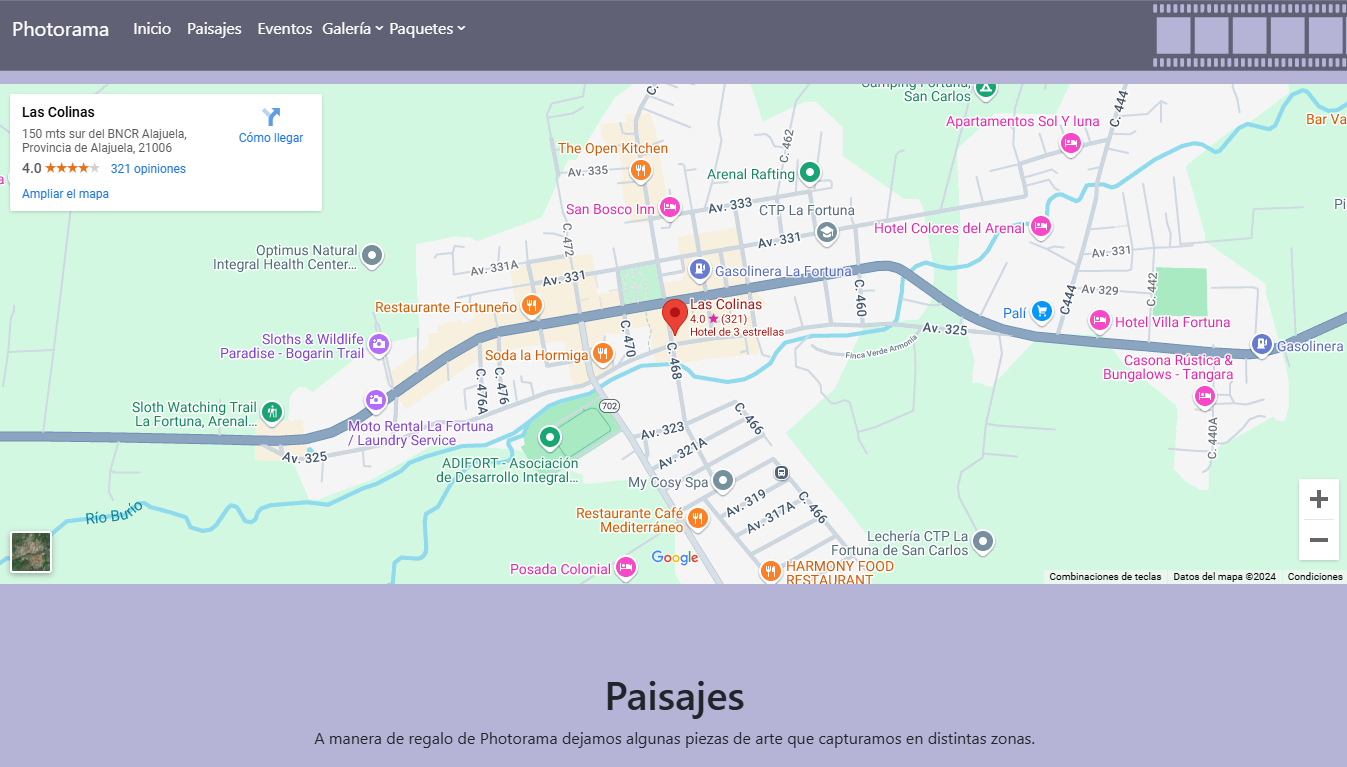 Photorama
Inicio
Paisajes
Eventos
Galería
Paquetes
Las Colinas
150 mts sur del BNCR Alajuela,
Provincia de Alajuela, 21006
4.0
321 opiniones
Ampliar el mapa
Cómo llegar
C. 444
San Carlos
Apartamentos Sol Y luna
Bar Va
The Open Kitchen
C. 462
Av. 335
Arenal Rafting
San Bosco Inn
Av. 333
CTP La Fortuna
Pi
Hotel Colores del Arenal
C. 472
Av. 331
Optimus Natural
Integral Health Center...
Av. 331
Av. 331A
Av. 331
Gasolinera La Fortuna
C. 442
C. 460
Av 329
C444
Restaurante Fortuneño
Las Colinas
4.0 (321)
Hotel de 3 estrellas
Palí
Hotel Villa Fortuna
C. 470
Av. 325
Sloths & Wildlife
Paradise - Bogarin Trail
Finca Verde Armonia
Gasolinera
Soda la Hormiga
C. 468
Casona Rústica &
Bungalows - Tangara
C. 476
C. 476A
Sloth Watching Trail
La Fortuna, Arenal...
702
C. 466
Moto Rental La Fortuna
/ Laundry Service
Av. 323
C. 440A
Av. 325
Av. 321A
ADIFORT - Asociación
de Desarrollo Integral...
My Cosy Spa
Av. 319
C. 466
Río Burío
Restaurante Café
Mediterráneo
Av. 317A
Lechería CTP La
Fortuna de San Carlos
Google
Posada Colonial
HARMONY FOOD
RESTAURANT
Combinaciones de teclas
Datos del mapa ©2024
Condiciones
Paisajes
A manera de regalo de Photorama dejamos algunas piezas de arte que capturamos en distintas zonas.